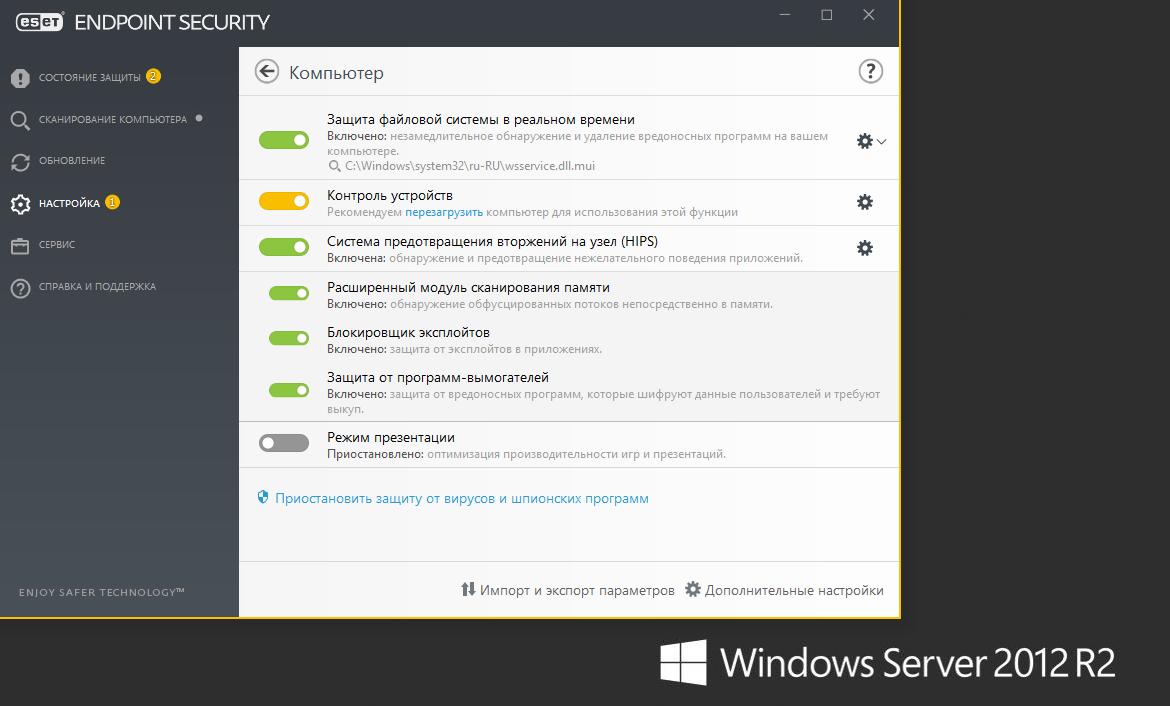 eset ENDPOINT SECURITY
СОСТОЯНИЕ ЗАЩИТЫ 2
СКАНИРОВАНИЕ КОМПЬЮТЕРА
ОБНОВЛЕНИЕ
НАСТРОЙКА 1
СЕРВИС
СПРАВКА И ПОДДЕРЖКА
ENJOY SAFER TECHNOLOGY™
Компьютер
?
Защита файловой системы в реальном времени
Включено: незамедлительное обнаружение и удаление вредоносных программ на вашем
компьютере.
C:\Windows\system32\ru-RU\wsservice.dll.mui
Контроль устройств
Рекомендуем перезагрузить компьютер для использования этой функции
Система предотвращения вторжений на узел (HIPS)
Включена: обнаружение и предотвращение нежелательного поведения приложений.
Расширенный модуль сканирования памяти
Включено: обнаружение обфусцированных потоков непосредственно в памяти.
Блокировщик эксплойтов
Включено: защита от эксплойтов в приложениях.
Защита от программ-вымогателей
Включено: защита от вредоносных программ, которые шифруют данные пользователей и требуют
выкуп.
Режим презентации
Приостановлено: оптимизация производительности игр и презентаций.
Приостановить защиту от вирусов и шпионских программ
Импорт и экспорт параметров Дополнительные настройки
Windows Server 2012 R2